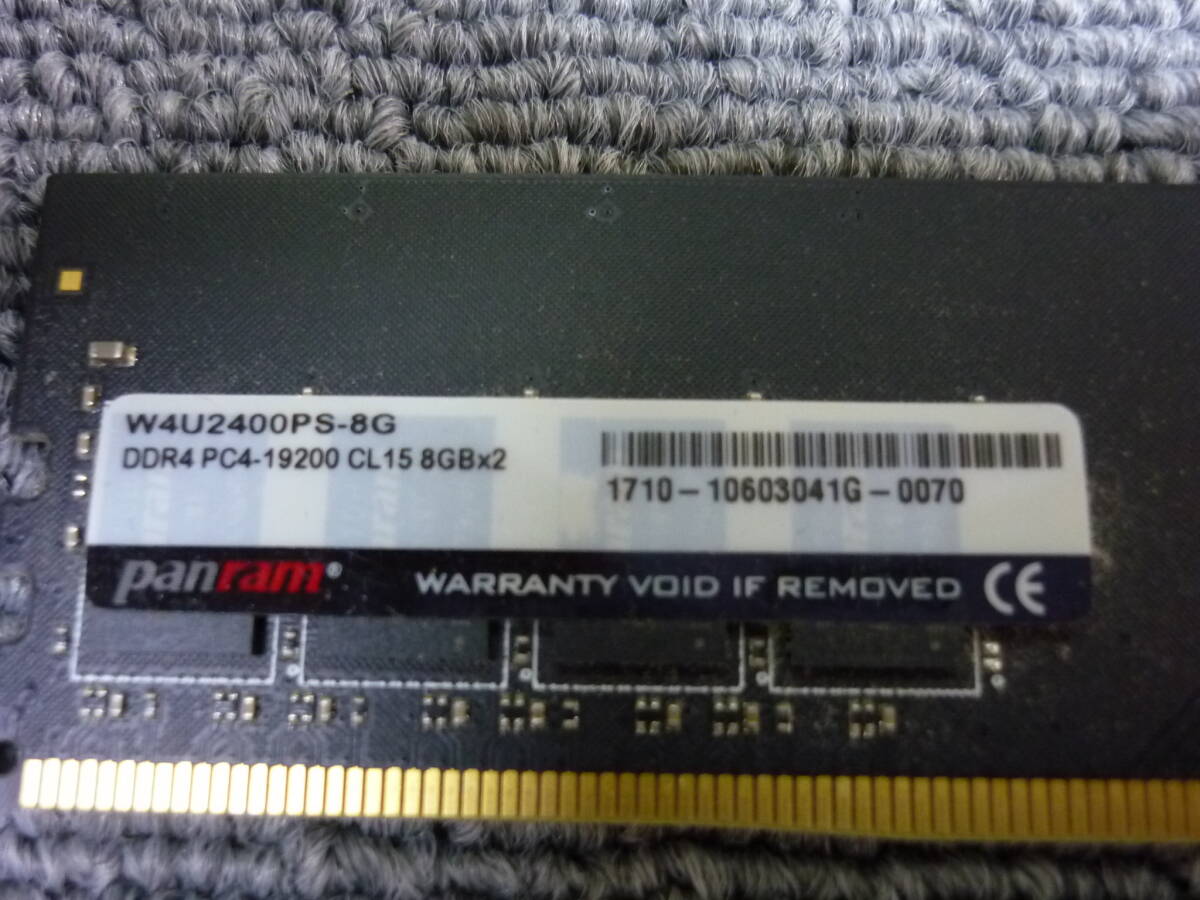 W4U2400PS-8G
DDR4 PC4-19200 CL15 8GBx2
1710-10603041G-0070
panram® WARRANTY VOID IF REMOVED CE